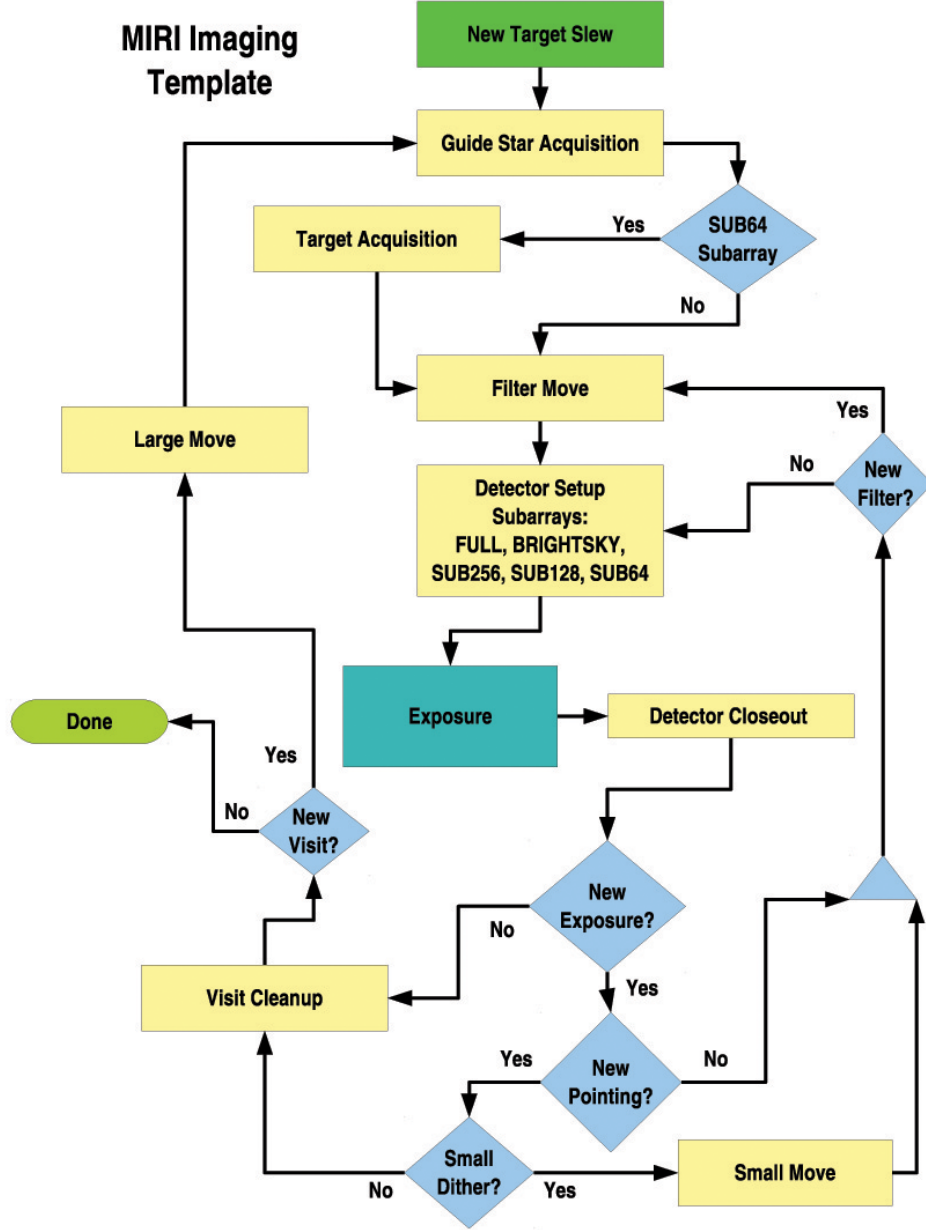 MIRI Imaging
Template
New Target Slew
Guide Star Acquisition
Yes
SUB64
Subarray
Target Acquisition
No
Filter Move
Yes
Large Move
No
New
Filter?
Detector Setup
Subarrays:
FULL, BRIGHTSKY,
SUB256, SUB128, SUB64
Done
Exposure
Detector Closeout
Yes
No
New
Visit?
New
Exposure?
No
Visit Cleanup
Yes
Yes
No
New
Pointing?
Small
Dither?
No
Yes
Small Move